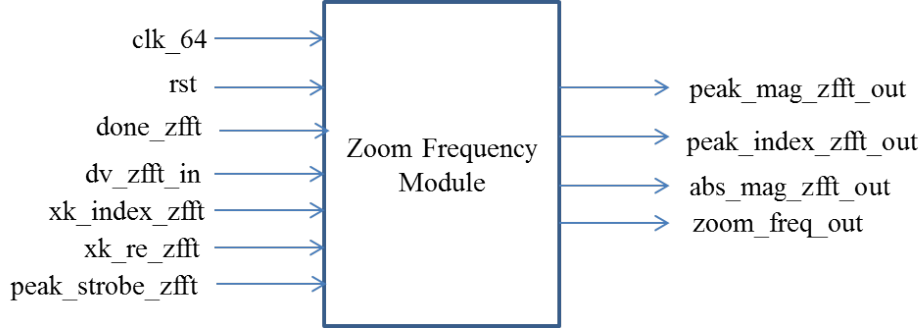 clk_64
rst
done_zfft
dv_zfft_in
xk_index_zfft
xk_re_zfft
peak_strobe_zfft
Zoom Frequency
Module
peak_mag_zfft_out
peak_index_zfft_out
abs_mag_zfft_out
zoom_freq_out